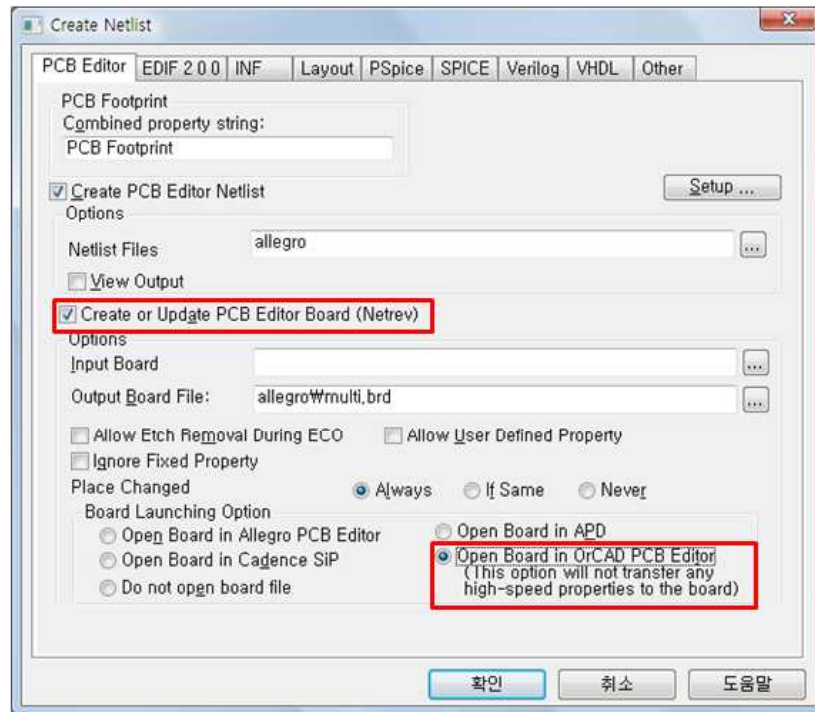 Create Netlist
PCB Editor EDIF 2 0 0 INF Layout PSpice SPICE Verilog VHDL Other
PCB Footprint
Combined property string:
PCB Footprint
Create PCB Editor Netlist
Setup ...
Options
Netlist Files allegro ...
View Output
Create or Update PCB Editor Board (Netrev)
Options
Input Board ...
Output Board File: allegro₩multi.brd ...
Allow Etch Removal During ECO Allow User Defined Property
Ignore Fixed Property
Place Changed Always If Same Never
Board Launching Option
Open Board in Allegro PCB Editor Open Board in APD
Open Board in Cadence SiP Open Board in OrCAD PCB Editor
(This option will not transfer any
Do not open board file high-speed properties to the board)
확인 취소 도움말